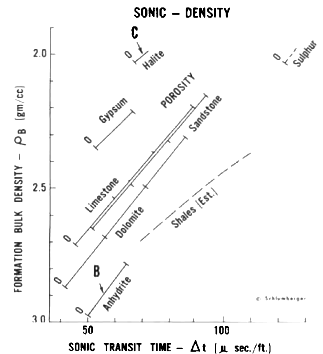 SONIC – DENSITY
C
2.0
0
Halite
0
Sulphur
Gypsum
0
POROSITY
Sandstone
Limestone
2.5
Shales (Est.)
0
Dolomite
0
B
Anhydrite
0
© Schlumberger
3.0
50
100
FORMATION BULK DENSITY – ρB (gm/cc)
SONIC TRANSIT TIME – Δt (μ sec./ft.)